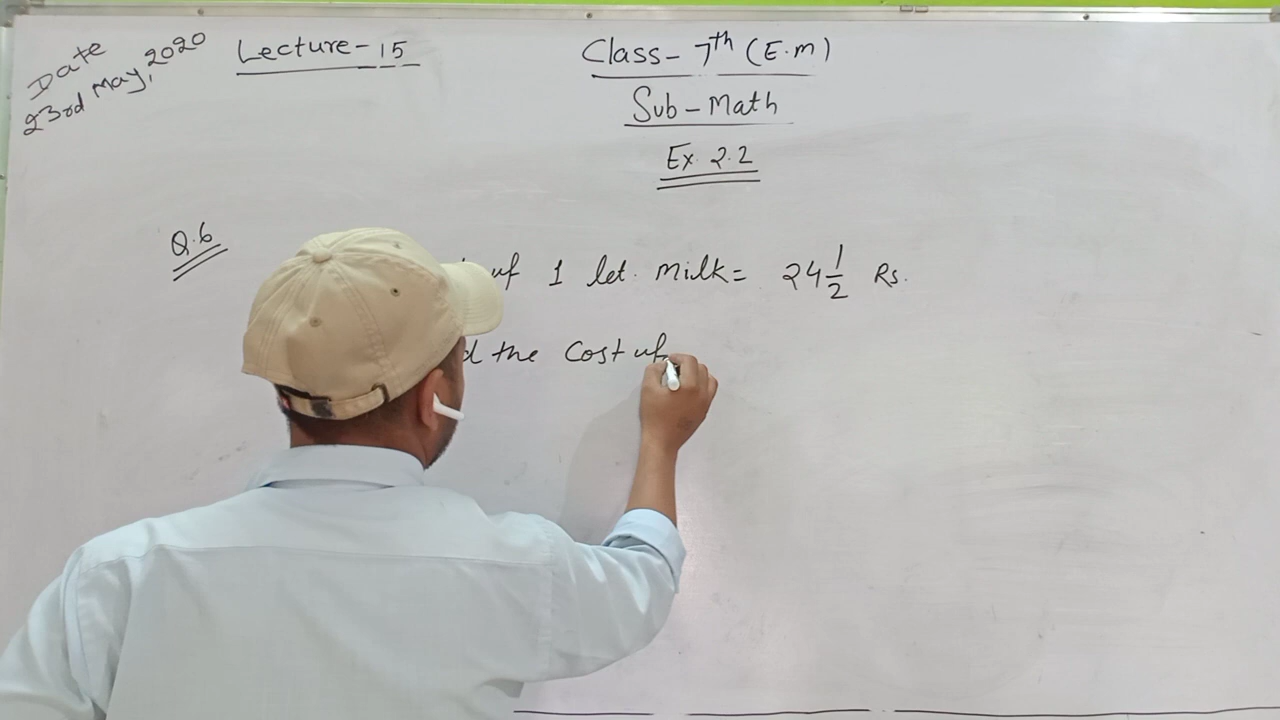 Date
23rd May, 2020
Lecture-15
Class-7th (E.m)
Sub-Math
Ex. 2.2
Q.6
of 1 let. Milk= 24 1/2 Rs.
the Cost of